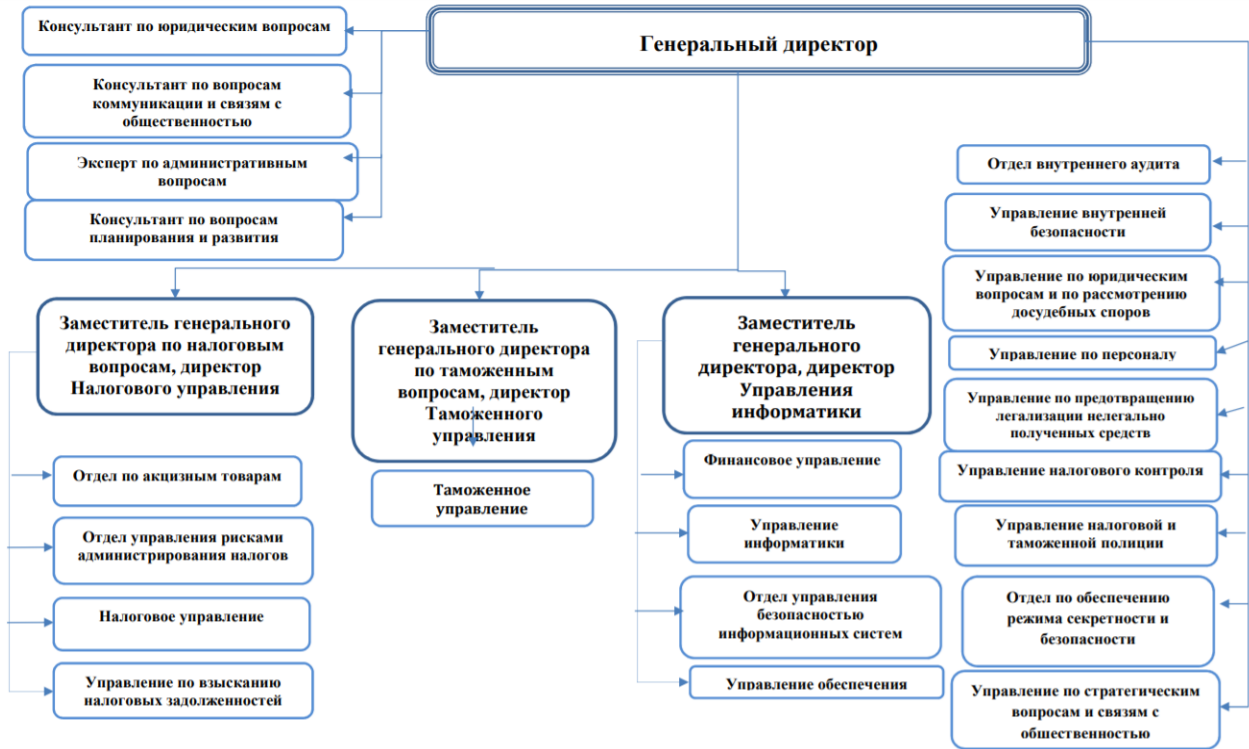 Генеральный директор
Консультант по юридическим вопросам
Консультант по вопросам
коммуникации и связям с
общественностью
Эксперт по административным
вопросам
Консультант по вопросам
планирования и развития
Заместитель генерального
директора по налоговым
вопросам, директор
Налогового управления
Отдел по акцизным товарам
Отдел управления рисками
администрирования налогов
Налоговое управление
Управление по взысканию
налоговых задолженностей
Заместитель
генерального директора
по таможенным
вопросам, директор
Таможенного
управления
Таможенное
управление
Заместитель
генерального
директора, директор
Управления
информатики
Финансовое управление
Управление
информатики
Отдел управления
безопасностью
информационных систем
Управление обеспечения
Отдел внутреннего аудита
Управление внутренней
безопасности
Управление по юридическим
вопросам и по рассмотрению
досудебных споров
Управление по персоналу
Управление по предотвращению
легализации нелегально
полученных средств
Управление налогового контроля
Управление налоговой и
таможенной полиции
Отдел по обеспечению
режима секретности и
безопасности
Управление по стратегическим
вопросам и связям с
общественностью